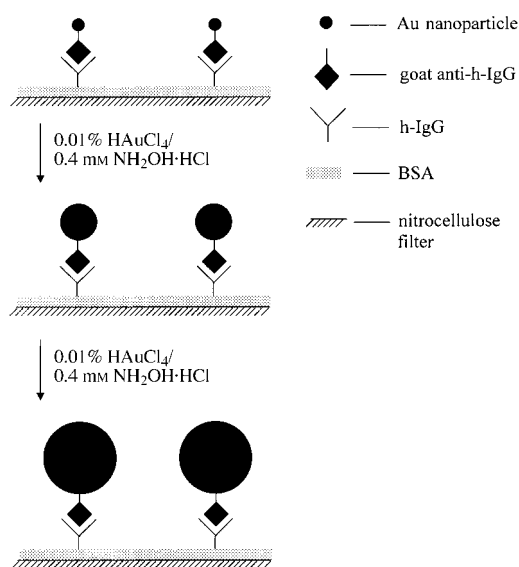 Au nanoparticle
goat anti-h-IgG
h-IgG
BSA
nitrocellulose
filter
0.01% HAuCl₄/
0.4 mM NH₂OH·HCl
0.01% HAuCl₄/
0.4 mM NH₂OH·HCl